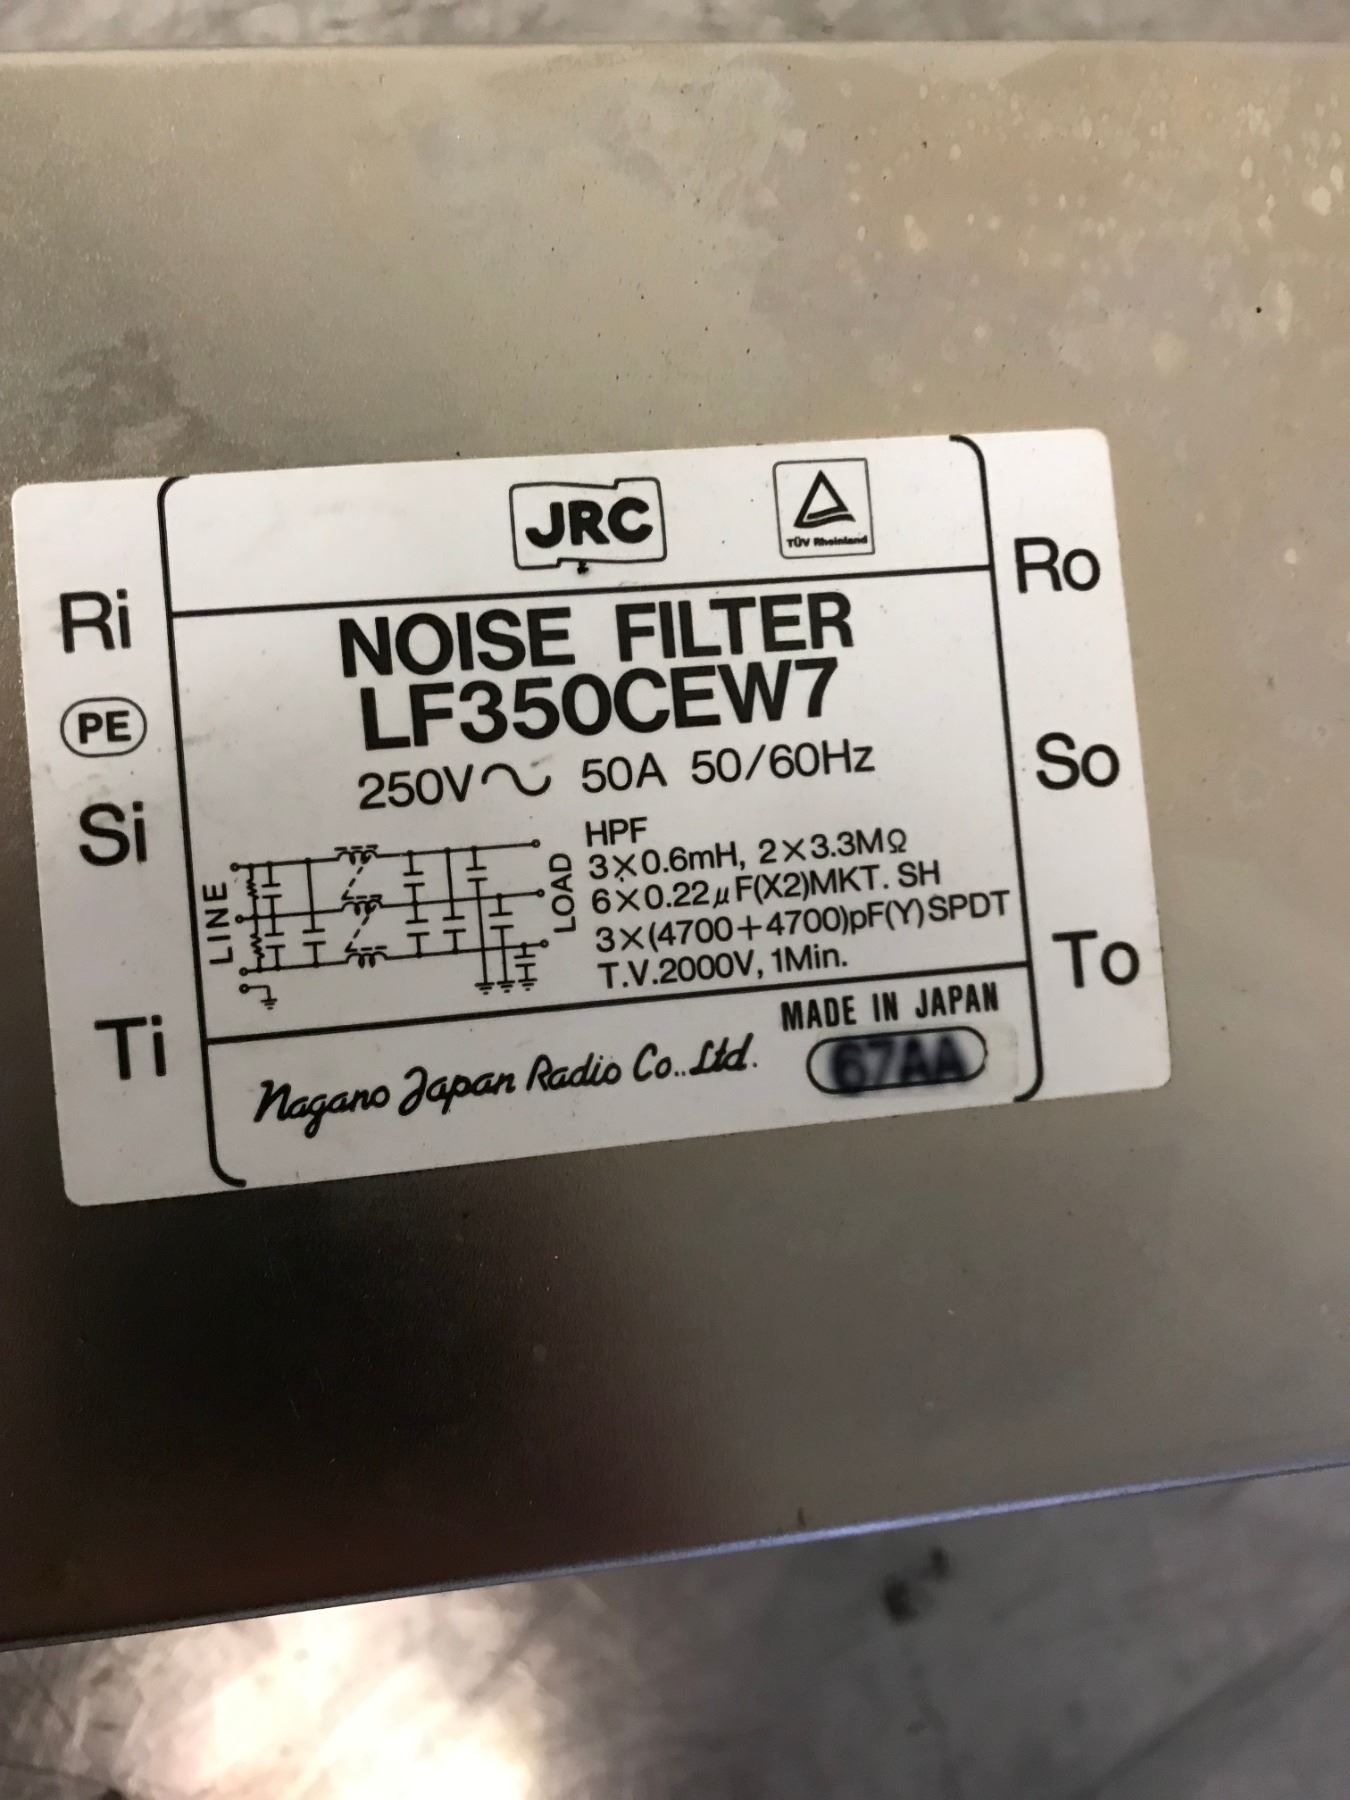 JRC
TÜV Rheinland
Ri
PE
Si
Ti
NOISE FILTER
LF350CEW7
250V～ 50A 50/60Hz
LINE
LOAD
HPF
3×0.6mH, 2×3.3MΩ
6×0.22μF(X2)MKT. SH
3×(4700+4700)pF(Y)SPDT
T.V.2000V, 1Min.
MADE IN JAPAN
Nagano Japan Radio Co.,Ltd.
67AA
Ro
So
To